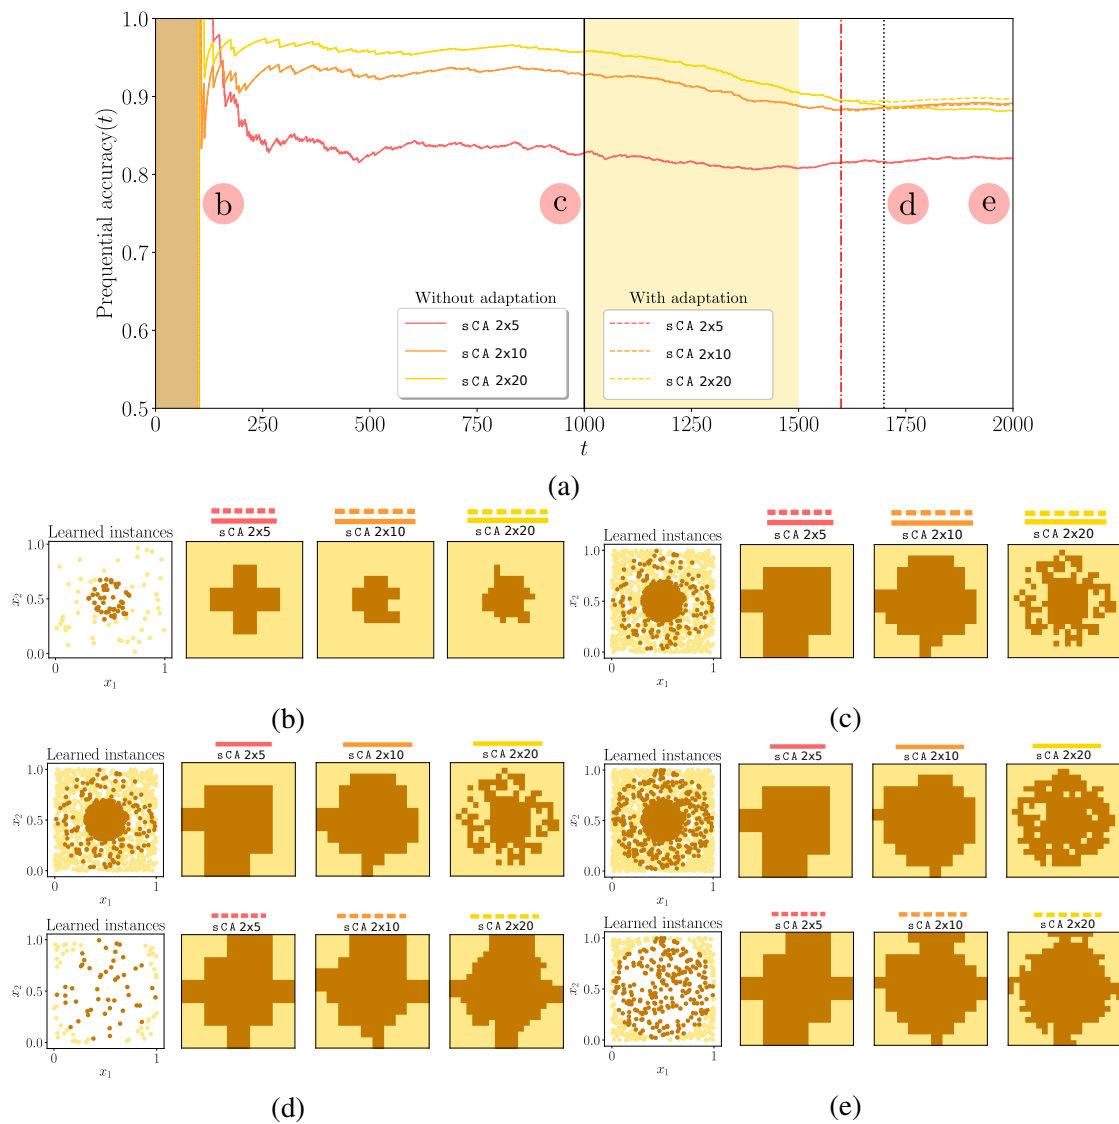 1.0
0.9
0.8
0.7
0.6
0.5
Prequential accuracy(t)
b
c
d
e
Without adaptation
sCA 2x5
sCA 2x10
sCA 2x20
With adaptation
sCA 2x5
sCA 2x10
sCA 2x20
0 250 500 750 1000 1250 1500 1750 2000
t
(a)
Learned instances
sCA 2x5
sCA 2x10
sCA 2x20
1.0
0.5
0.0
x2
0 1
x1
(b)
Learned instances
sCA 2x5
sCA 2x10
sCA 2x20
1.0
0.5
0.0
x2
0 1
x1
(c)
Learned instances
sCA 2x5
sCA 2x10
sCA 2x20
1.0
0.5
0.0
x2
0 1
x1
Learned instances
sCA 2x5
sCA 2x10
sCA 2x20
1.0
0.5
0.0
x2
0 1
x1
(d)
Learned instances
sCA 2x5
sCA 2x10
sCA 2x20
1.0
0.5
0.0
x2
0 1
x1
Learned instances
sCA 2x5
sCA 2x10
sCA 2x20
1.0
0.5
0.0
x2
0 1
x1
(e)